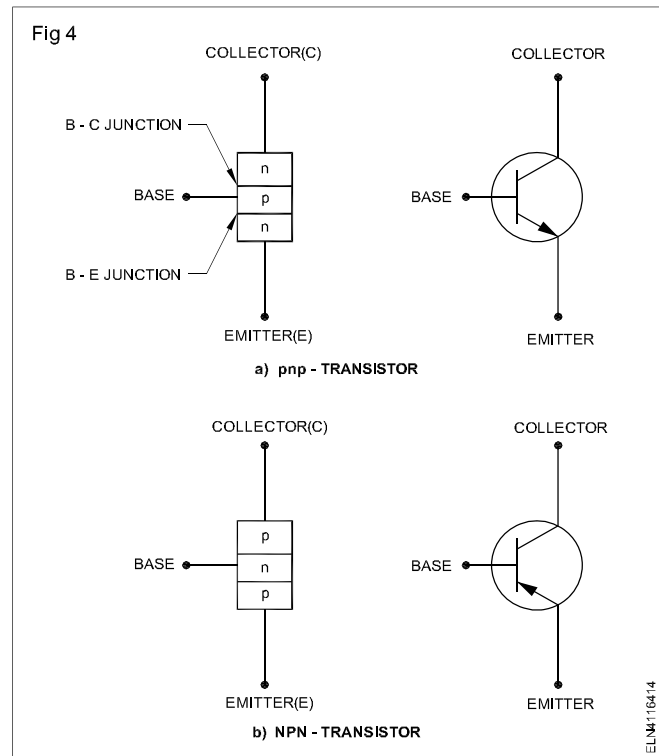 Fig 4
COLLECTOR(C)
COLLECTOR
B - C JUNCTION
n
BASE
p
BASE
n
B - E JUNCTION
EMITTER(E)
EMITTER
a) pnp - TRANSISTOR
COLLECTOR(C)
COLLECTOR
p
BASE
n
BASE
p
EMITTER(E)
EMITTER
b) NPN - TRANSISTOR
ELN4116414